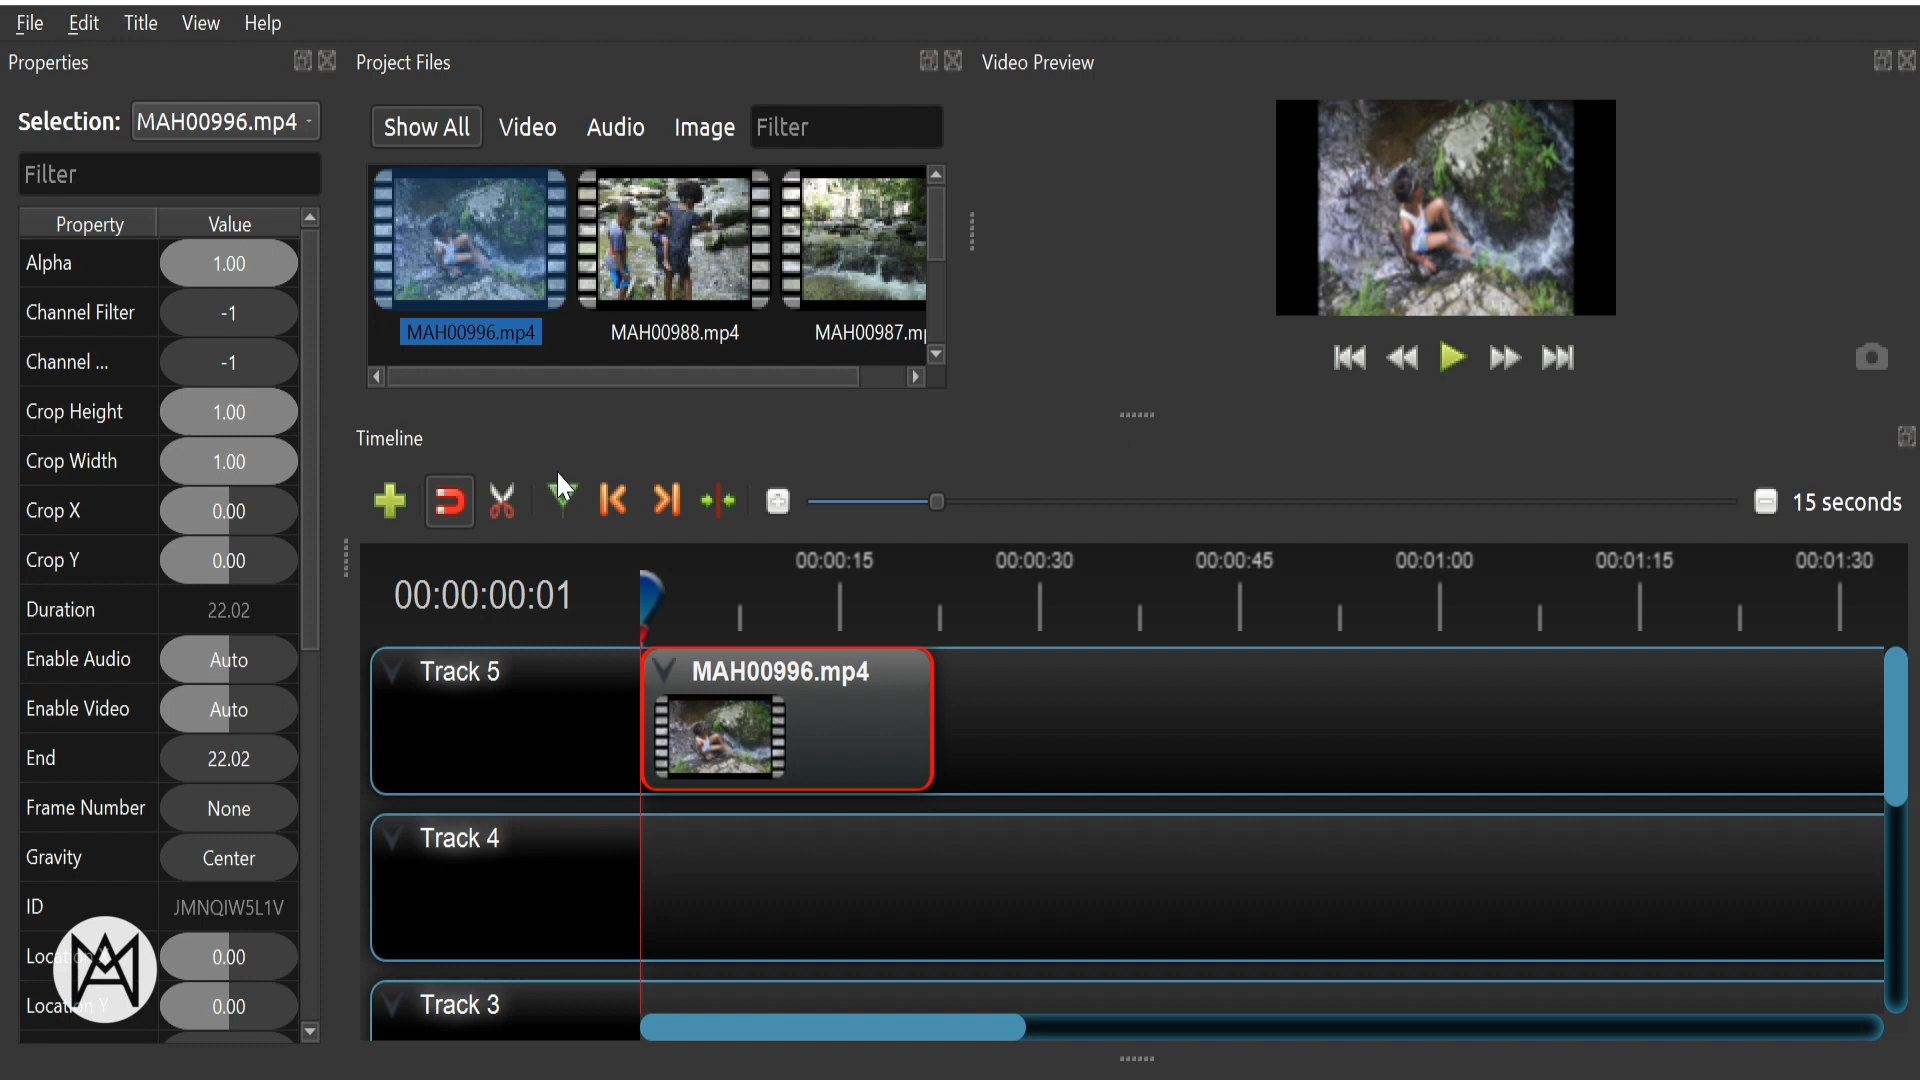 File Edit Title View Help
Properties
Project Files
Video Preview
Selection: MAH00996.mp4
Filter
Property Value
Alpha 1.00
Channel Filter -1
Channel ... -1
Crop Height 1.00
Crop Width 1.00
Crop X 0.00
Crop Y 0.00
Duration 22.02
Enable Audio Auto
Enable Video Auto
End 22.02
Frame Number None
Gravity Center
ID JMNQIW5L1V
0.00
Y 0.00
Show All Video Audio Image Filter
MAH00996.mp4 MAH00988.mp4 MAH00987.mp
Timeline
15 seconds
00:00:00:01
00:00:15 00:00:30 00:00:45 00:01:00 00:01:15 00:01:30
Track 5
MAH00996.mp4
Track 4
Track 3